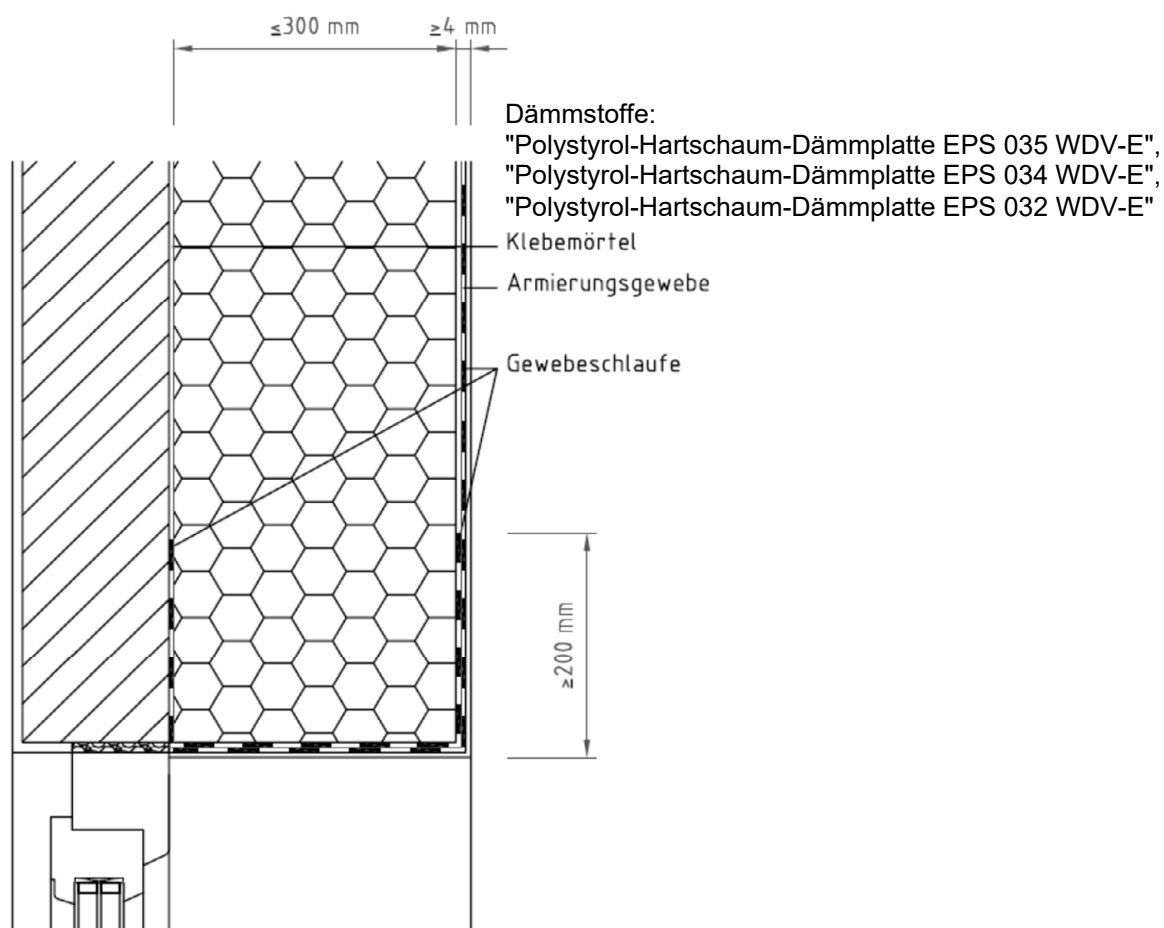 ≤300 mm
≥4 mm
Dämmstoffe:
"Polystyrol-Hartschaum-Dämmplatte EPS 035 WDV-E",
"Polystyrol-Hartschaum-Dämmplatte EPS 034 WDV-E",
"Polystyrol-Hartschaum-Dämmplatte EPS 032 WDV-E"
Klebemörtel
Armierungsgewebe
Gewebeschlaufe
≥200 mm